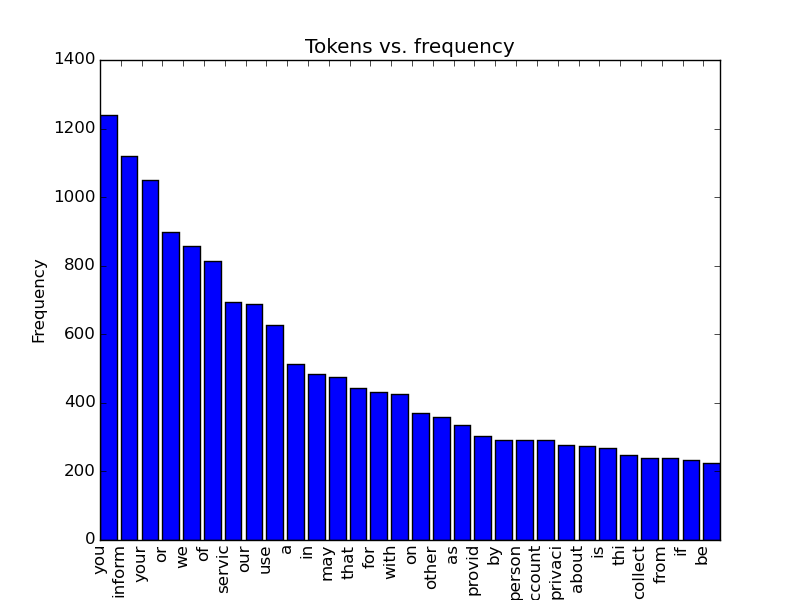 Tokens vs. frequency
1400
1200
1000
800
600
400
200
0
Frequency
you
inform
your
or
we
of
servic
our
use
a
in
may
that
for
with
on
other
as
provid
by
person
ccount
privaci
about
is
thi
collect
from
if
be